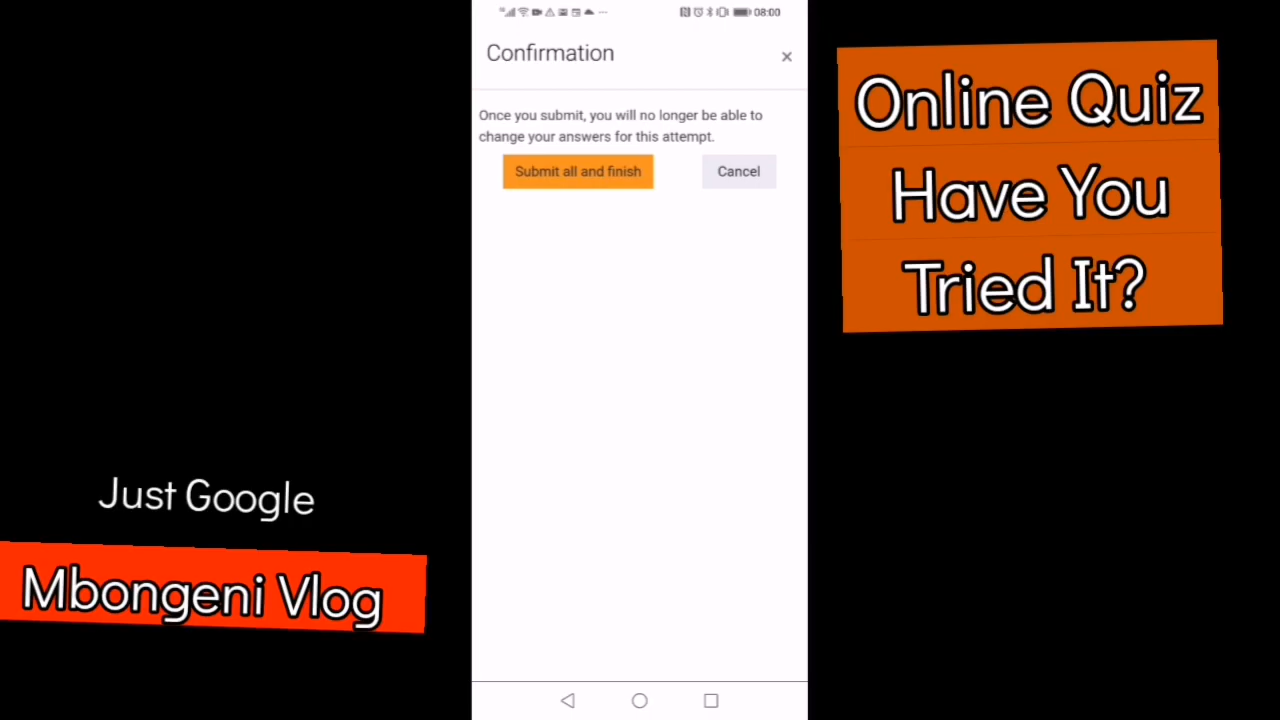 08:00
Confirmation
×
Once you submit, you will no longer be able to
change your answers for this attempt.
Submit all and finish
Cancel
Online Quiz
Have You
Tried It?
Just Google
Mbongeni Vlog